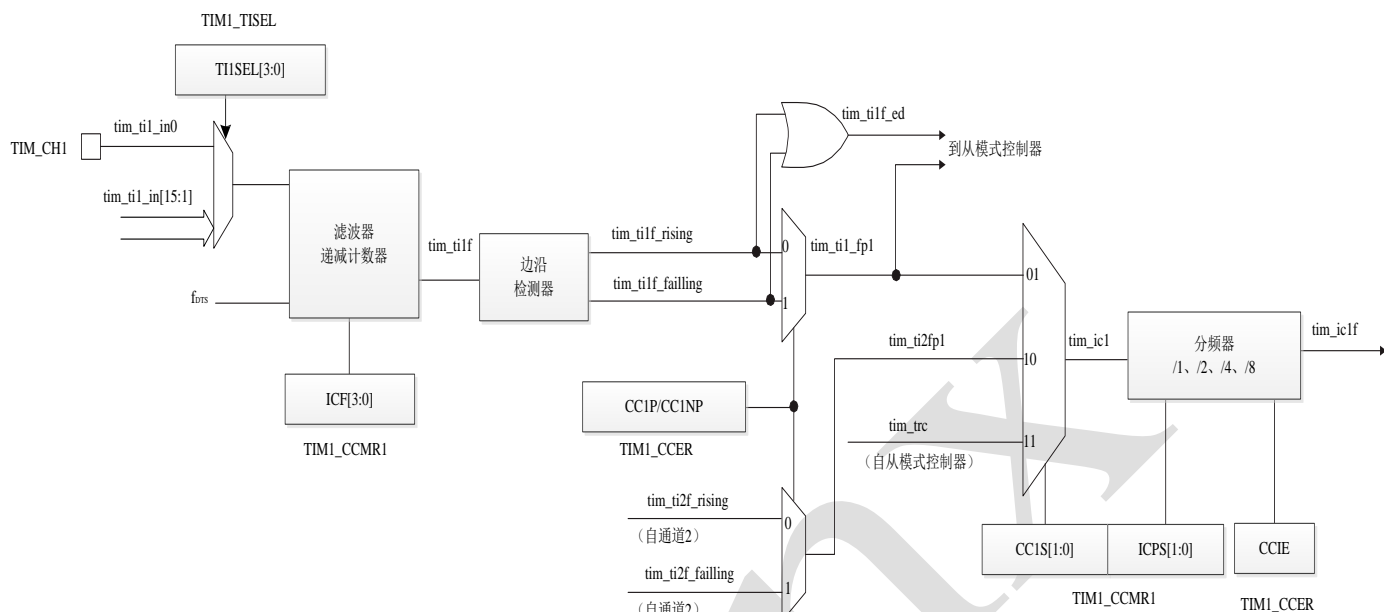 TIM1_TISEL
TI1SEL[3:0]
TIM_CH1
tim_ti1_in0
tim_ti1_in[15:1]
f_DTS
滤波器
递减计数器
ICF[3:0]
TIM1_CCMR1
tim_ti1f
边沿
检测器
tim_ti1f_rising
tim_ti1f_failling
tim_ti1f_ed
到从模式控制器
0
1
tim_ti1_fp1
CC1P/CC1NP
TIM1_CCER
tim_ti2f_rising
（自通道2）
tim_ti2f_failling
（自通道2）
0
1
tim_ti2fp1
tim_trc
（自从模式控制器）
01
10
11
tim_ic1
分频器
/1、/2、/4、/8
tim_ic1f
CC1S[1:0]
ICPS[1:0]
TIM1_CCMR1
CCIE
TIM1_CCER